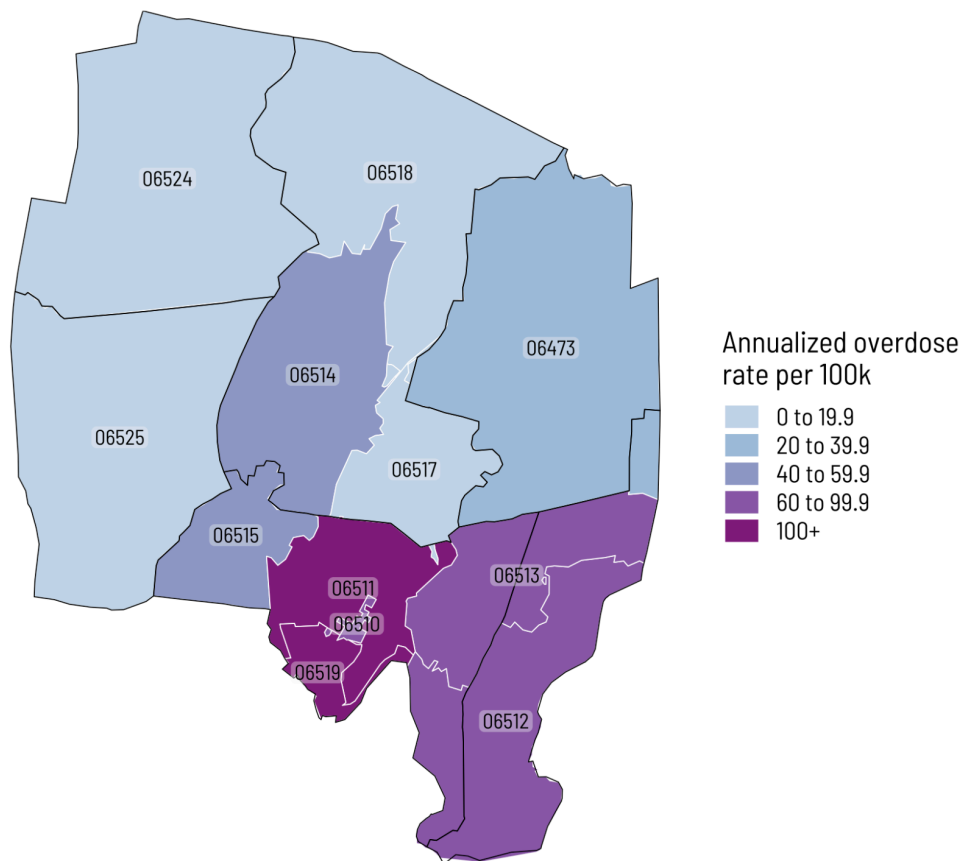 06524
06518
06473
06514
06525
06517
06515
06513
06511
06510
06519
06512
Annualized overdose
rate per 100k
0 to 19.9
20 to 39.9
40 to 59.9
60 to 99.9
100+